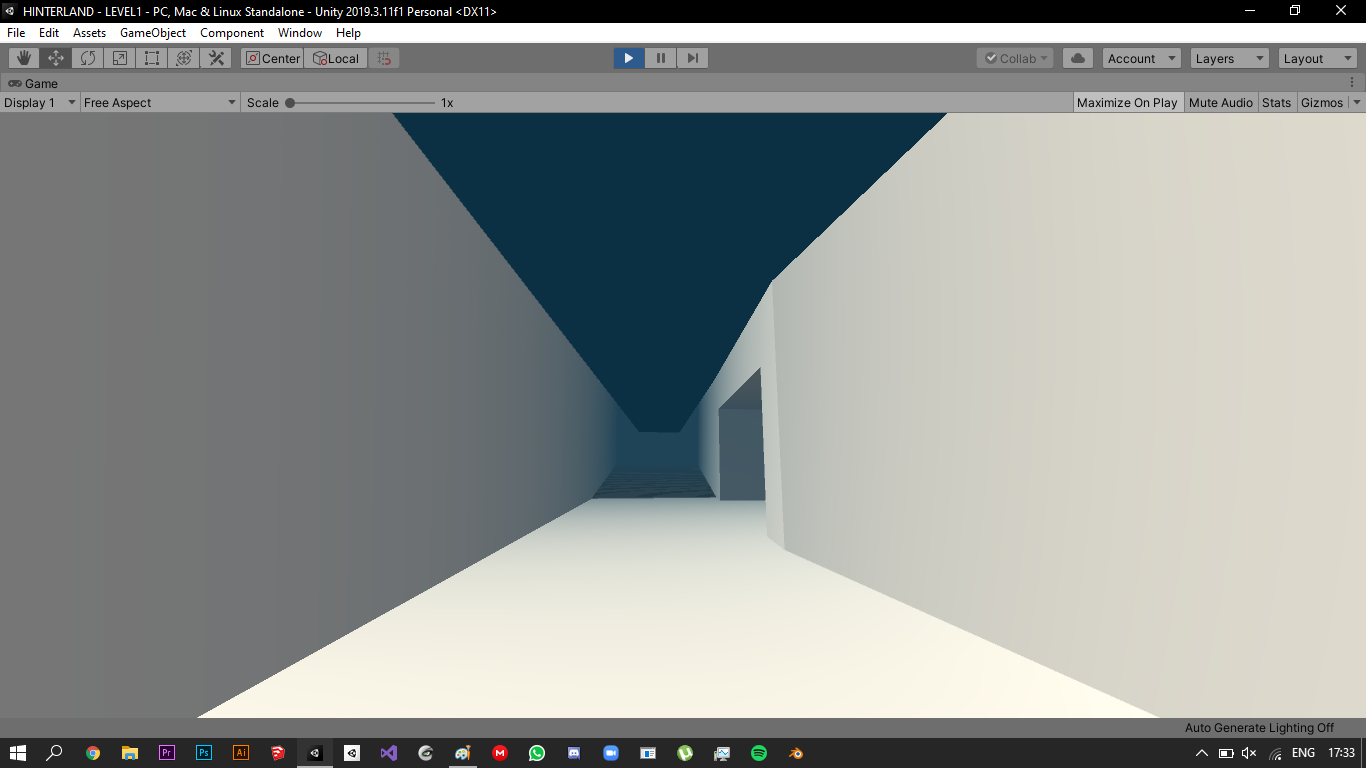 HINTERLAND - LEVEL1 - PC, Mac & Linux Standalone - Unity 2019.3.11f1 Personal <DX11>
File Edit Assets GameObject Component Window Help
Center Local Collab Account Layers Layout
Game
Display 1 Free Aspect Scale 1x Maximize On Play Mute Audio Stats Gizmos
Auto Generate Lighting Off
Pr Ps Ai M ENG 17:33